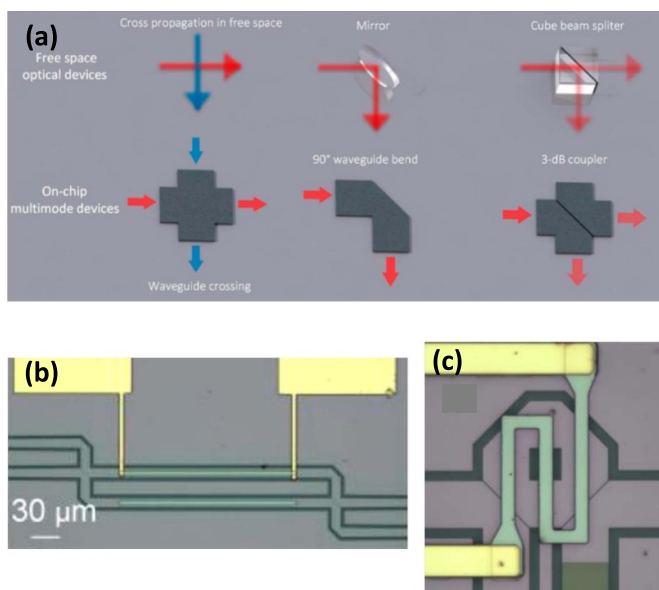 (a)
Cross propagation in free space
Mirror
Cube beam spliter
Free space
optical devices
90° waveguide bend
3-dB coupler
On-chip
multimode devices
Waveguide crossing
(b)
(c)
30 μm